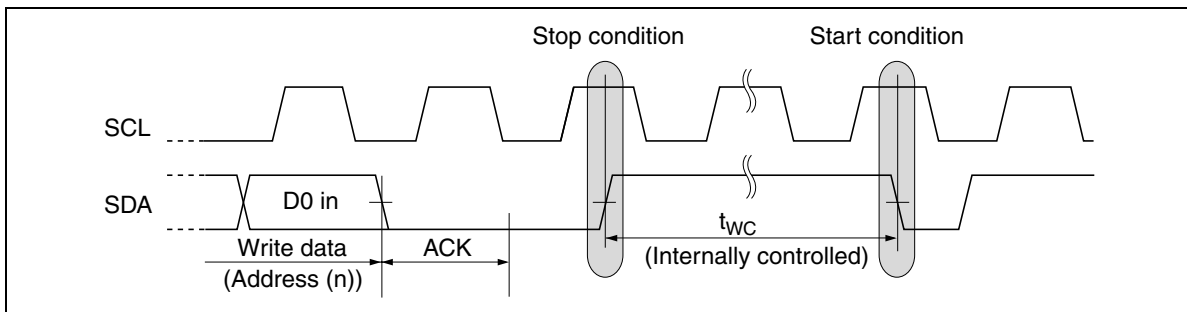 Stop condition
Start condition
SCL
SDA
D0 in
Write data
(Address (n))
ACK
tWC
(Internally controlled)